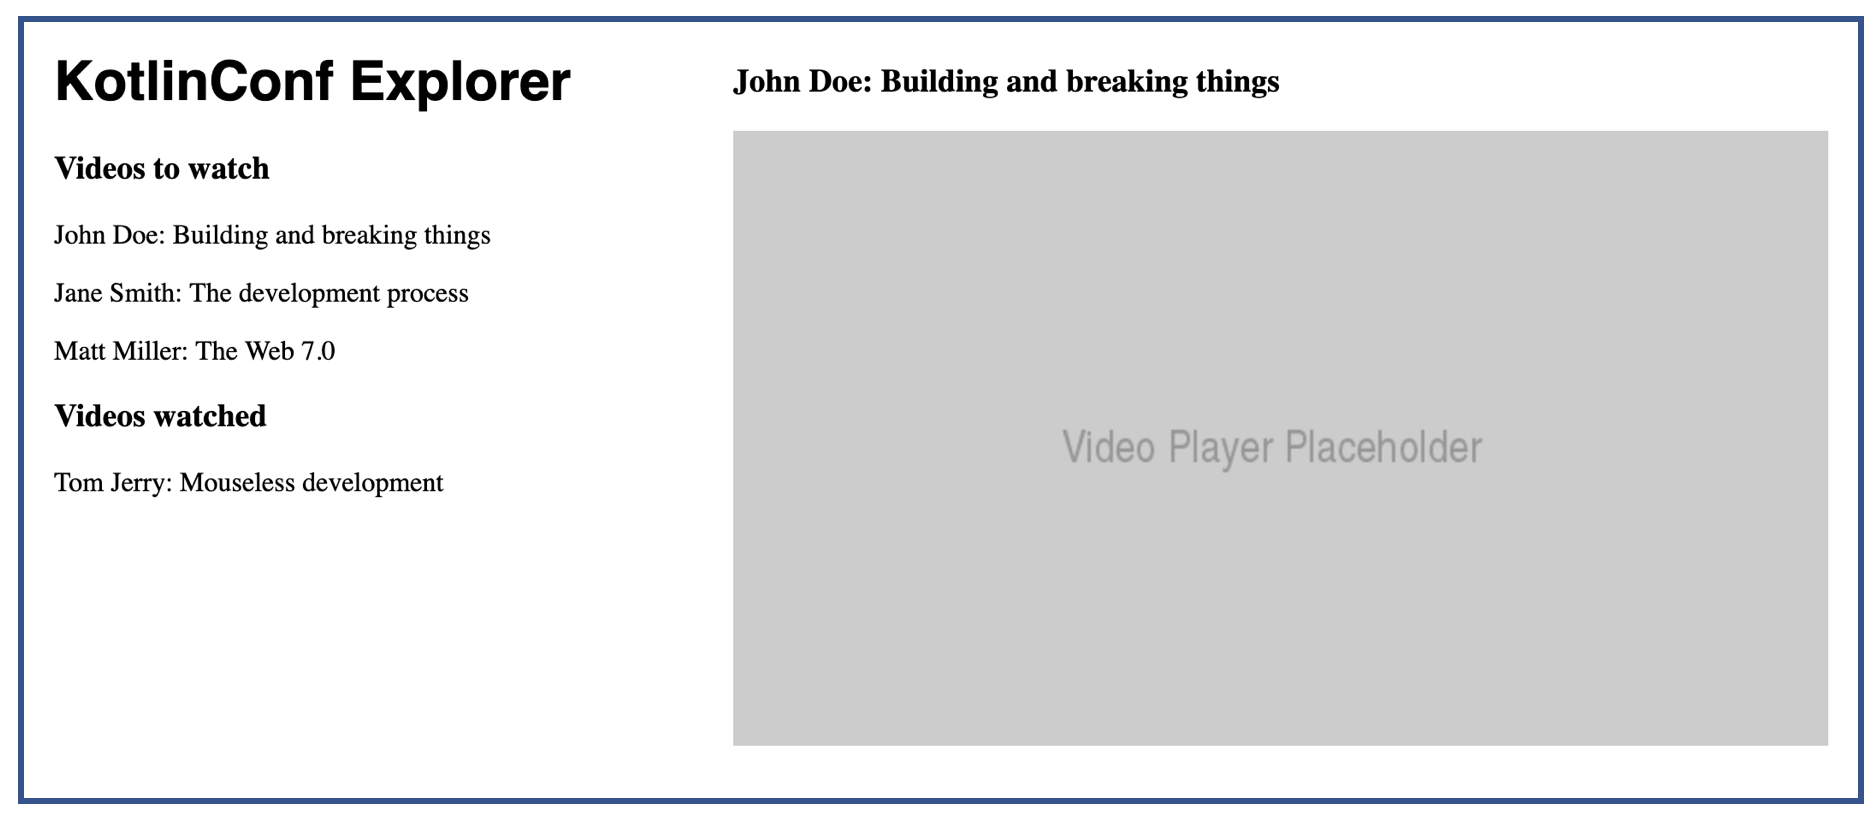 KotlinConf Explorer
Videos to watch
John Doe: Building and breaking things
Jane Smith: The development process
Matt Miller: The Web 7.0
Videos watched
Tom Jerry: Mouseless development
John Doe: Building and breaking things
Video Player Placeholder